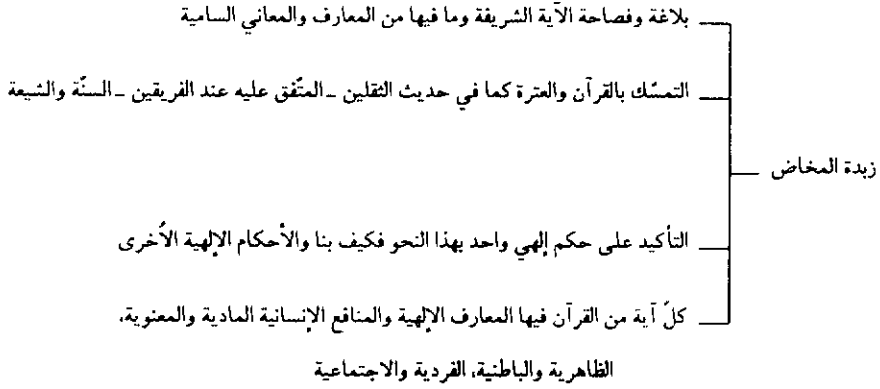 بلاغة وفصاحة الآية الشريفة وما فيها من المعارف والمعاني السامية
التمسّك بالقرآن والعترة كما في حديث الثقلين ـ المتّفق عليه عند الفريقين ـ السنّة والشيعة
زبدة المخاض
التأكيد على حكم إلهي واحد بهذا النحو فكيف بنا والأحكام الإلهية الأخرى
كلّ آية من القرآن فيها المعارف الإلهية والمنافع الإنسانية المادية والمعنوية،
الظاهرية والباطنية، الفردية والاجتماعية